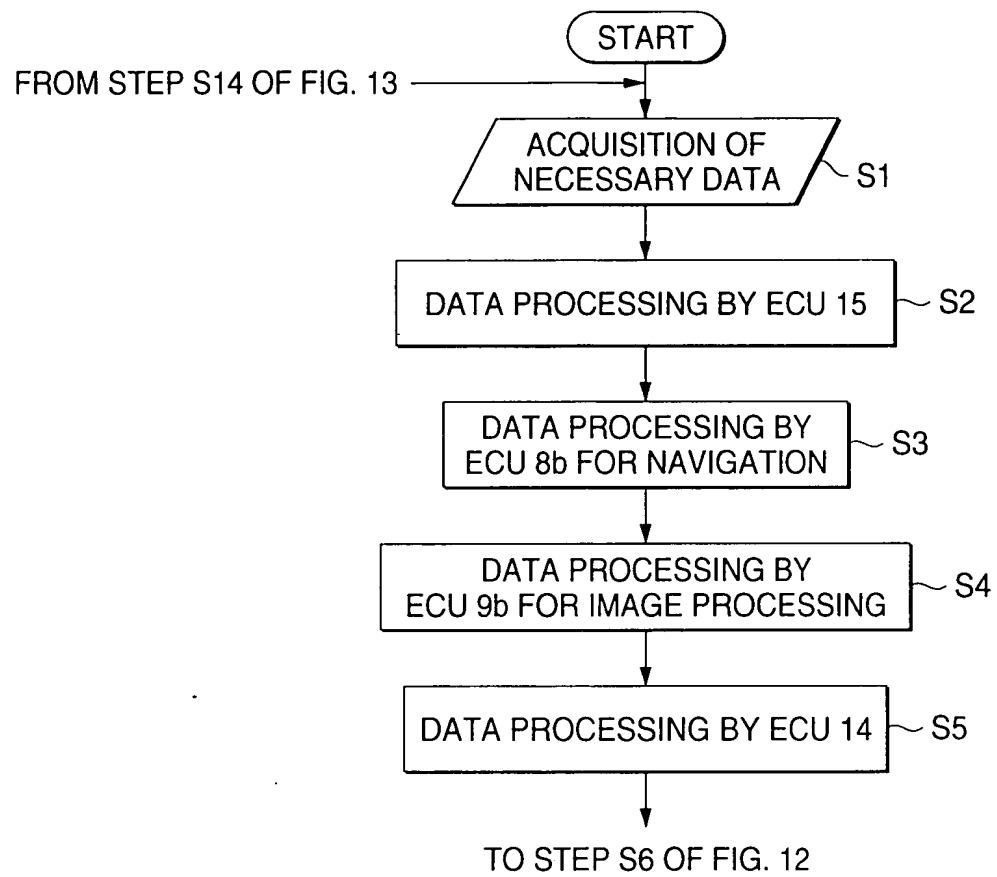 START
FROM STEP S14 OF FIG. 13
ACQUISITION OF
NECESSARY DATA
S1
DATA PROCESSING BY ECU 15
S2
DATA PROCESSING BY
ECU 8b FOR NAVIGATION
S3
DATA PROCESSING BY
ECU 9b FOR IMAGE PROCESSING
S4
DATA PROCESSING BY ECU 14
S5
TO STEP S6 OF FIG. 12